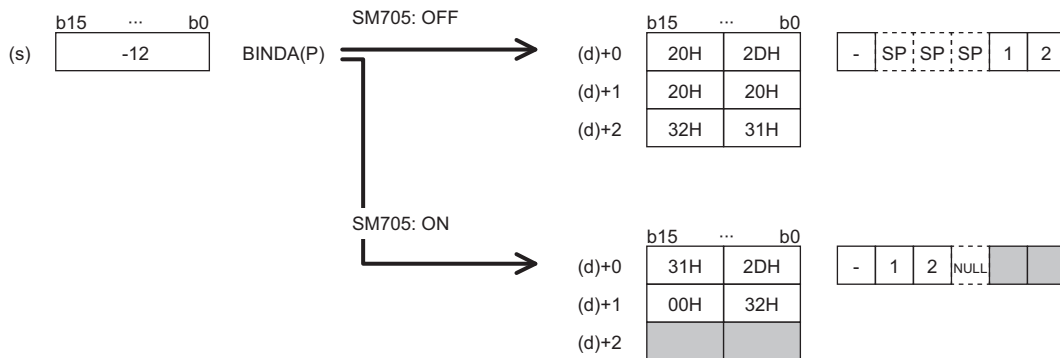 SM705: OFF
b15 ··· b0
b15 ··· b0
(s) -12 BINDA(P)
(d)+0 20H 2DH - SP SP SP 1 2
(d)+1 20H 20H
(d)+2 32H 31H
SM705: ON
b15 ··· b0
(d)+0 31H 2DH - 1 2 NULL
(d)+1 00H 32H
(d)+2